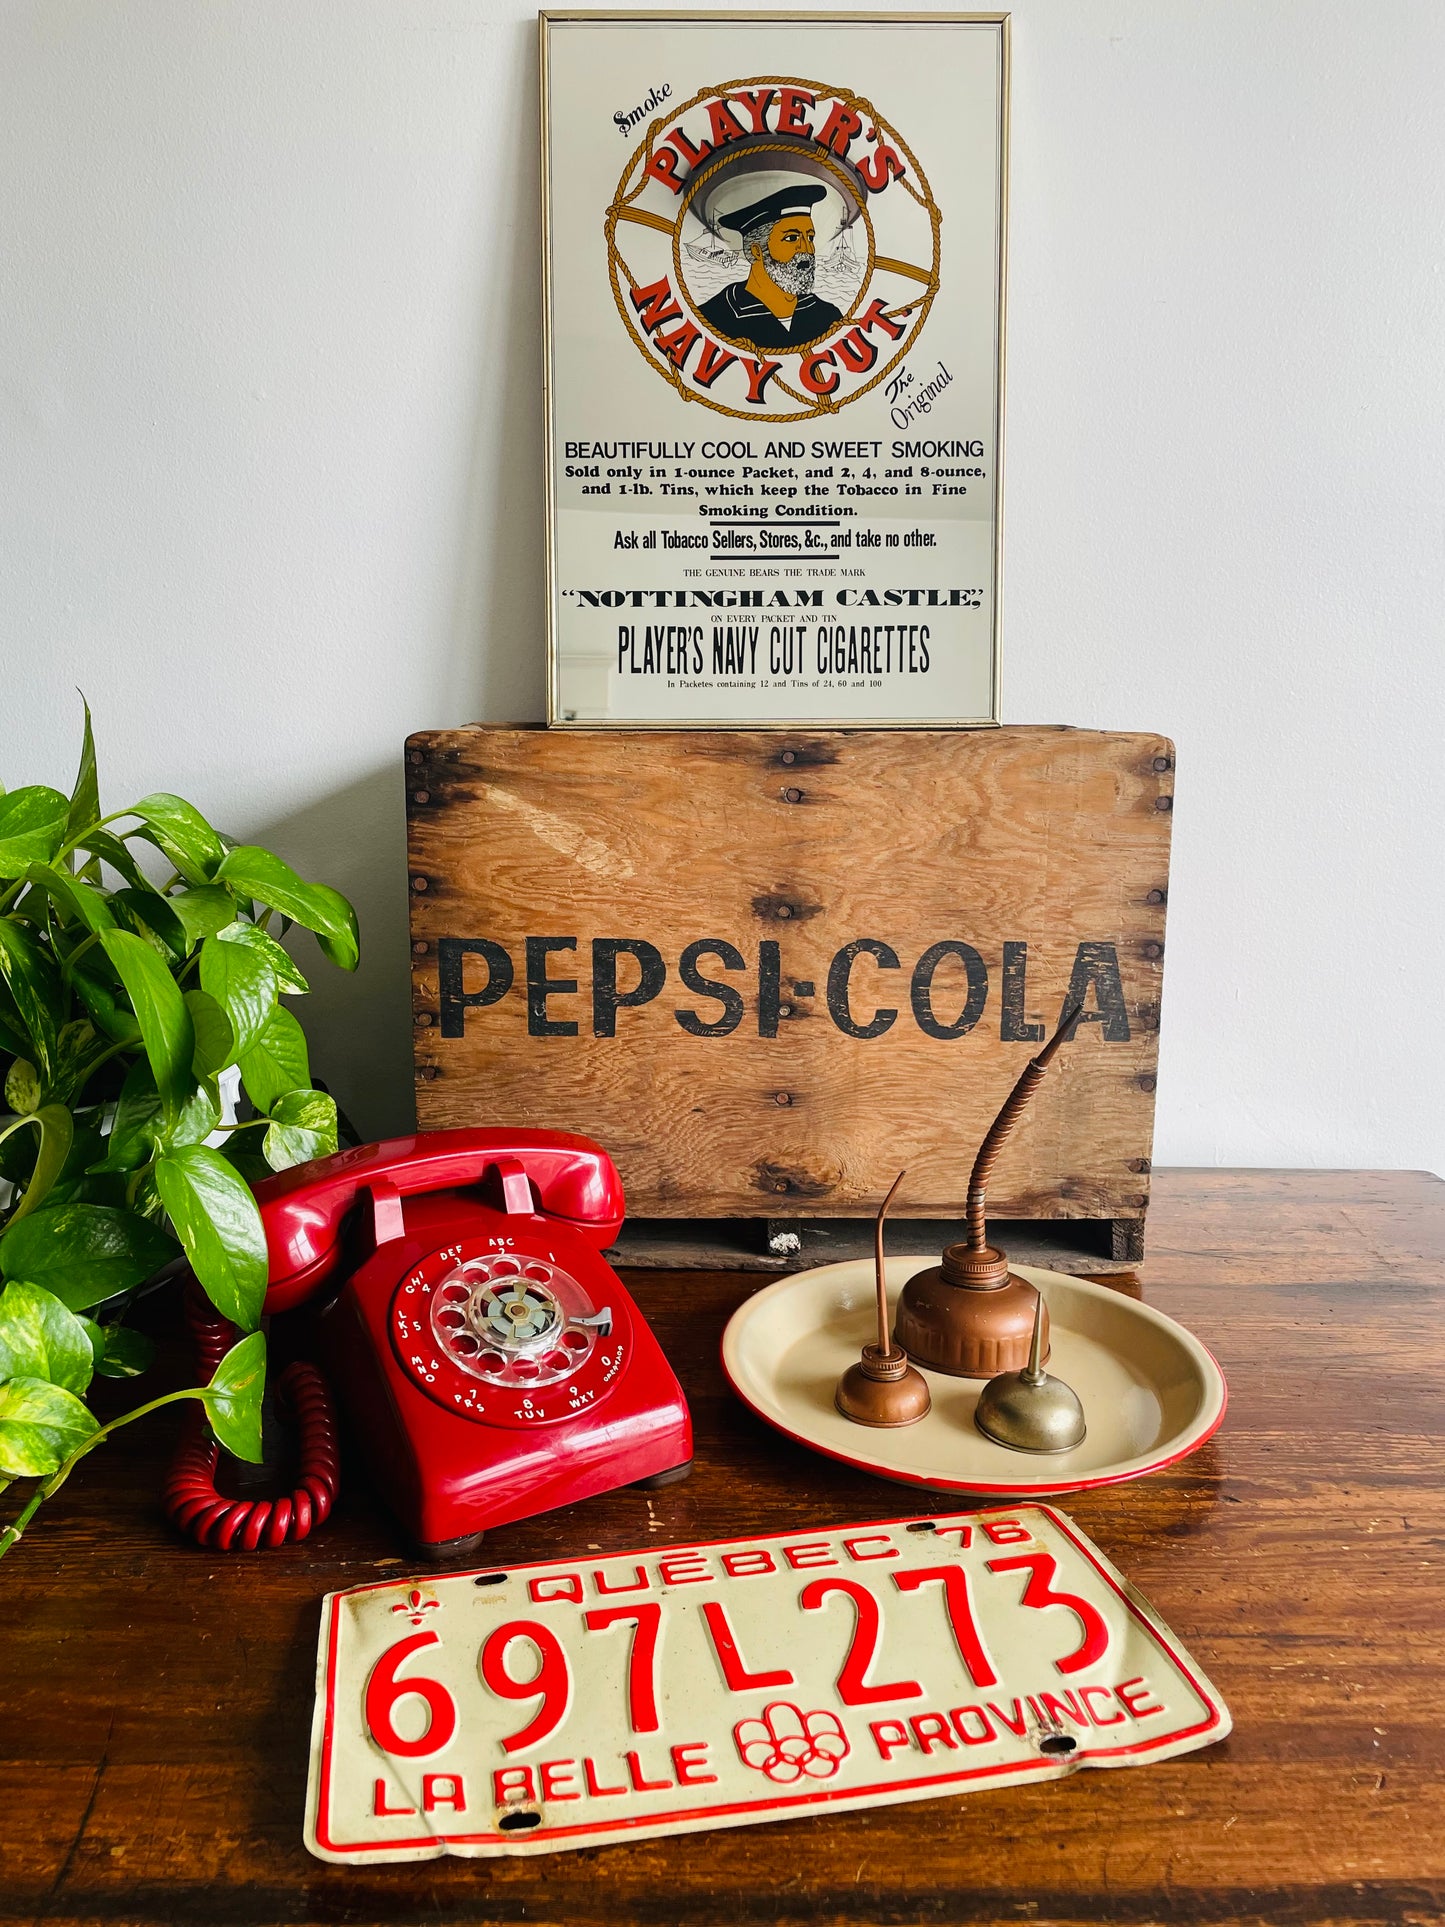 Smoke
PLAYER'S
NAVY CUT.
The
Original
BEAUTIFULLY COOL AND SWEET SMOKING
Sold only in 1-ounce Packet, and 2, 4, and 8-ounce,
and 1-lb. Tins, which keep the Tobacco in Fine
Smoking Condition.
Ask all Tobacco Sellers, Stores, &c., and take no other.
THE GENUINE BEARS THE TRADE MARK
“NOTTINGHAM CASTLE,”
ON EVERY PACKET AND TIN
PLAYER'S NAVY CUT CIGARETTES
In Packetes containing 12 and Tins of 24, 60 and 100
PEPSI-COLA
1
ABC
2
DEF
3
GHI
4
JKL
5
MNO
6
PRS
7
TUV
8
WXY
9
OPERATOR
0
QUÉBEC 76
697L273
LA BELLE PROVINCE